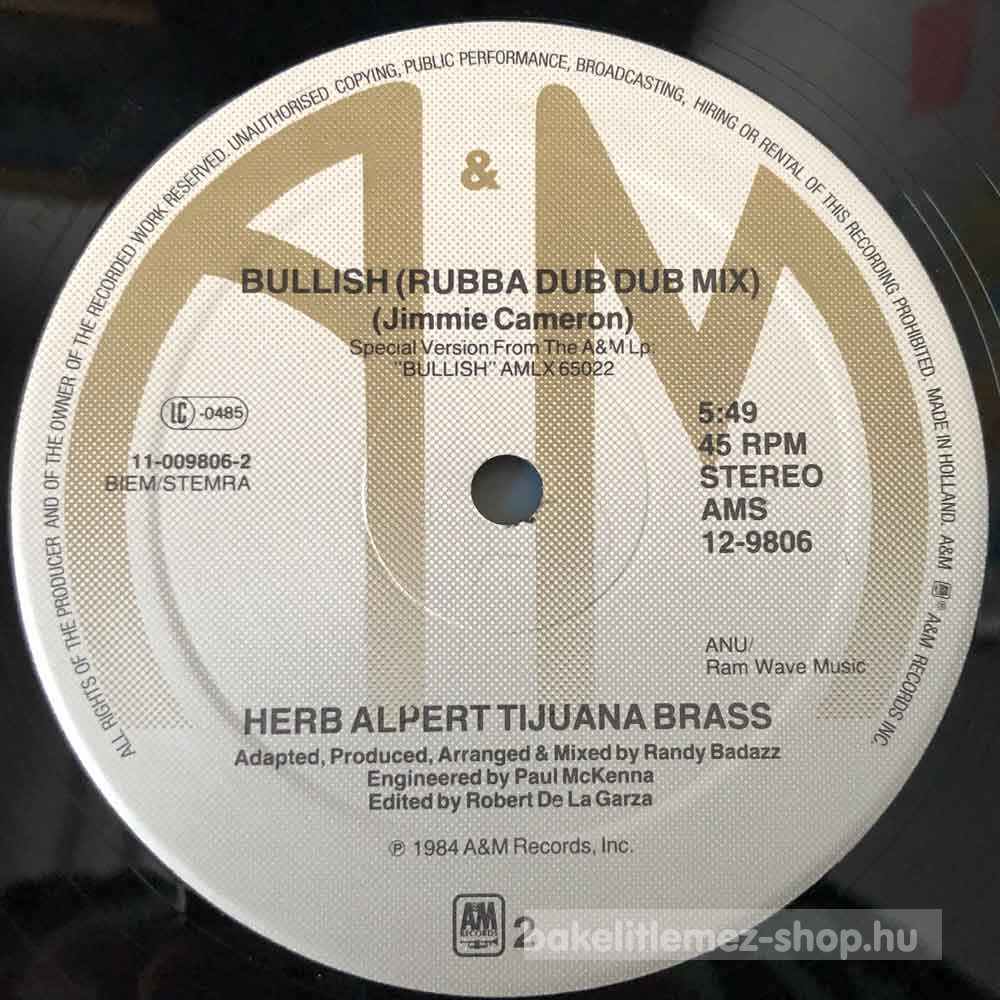 ALL RIGHTS OF THE PRODUCER AND OF THE OWNER OF THE RECORDED WORK RESERVED. UNAUTHORISED COPYING, PUBLIC PERFORMANCE, BROADCASTING, HIRING OR RENTAL OF THIS RECORDING PROHIBITED. MADE IN HOLLAND. A&M ® A&M RECORDS INC.
A & M
BULLISH (RUBBA DUB DUB MIX)
(Jimmie Cameron)
Special Version From The A&M Lp.
"BULLISH" AMLX 65022
LC -0485
11-009806-2
BIEM/STEMRA
5:49
45 RPM
STEREO
AMS
12-9806
ANU/
Ram Wave Music
HERB ALPERT TIJUANA BRASS
Adapted, Produced, Arranged & Mixed by Randy Badazz
Engineered by Paul McKenna
Edited by Robert De La Garza
℗ 1984 A&M Records, Inc.
A&M
RECORDS
2
bakelitlemez-shop.hu